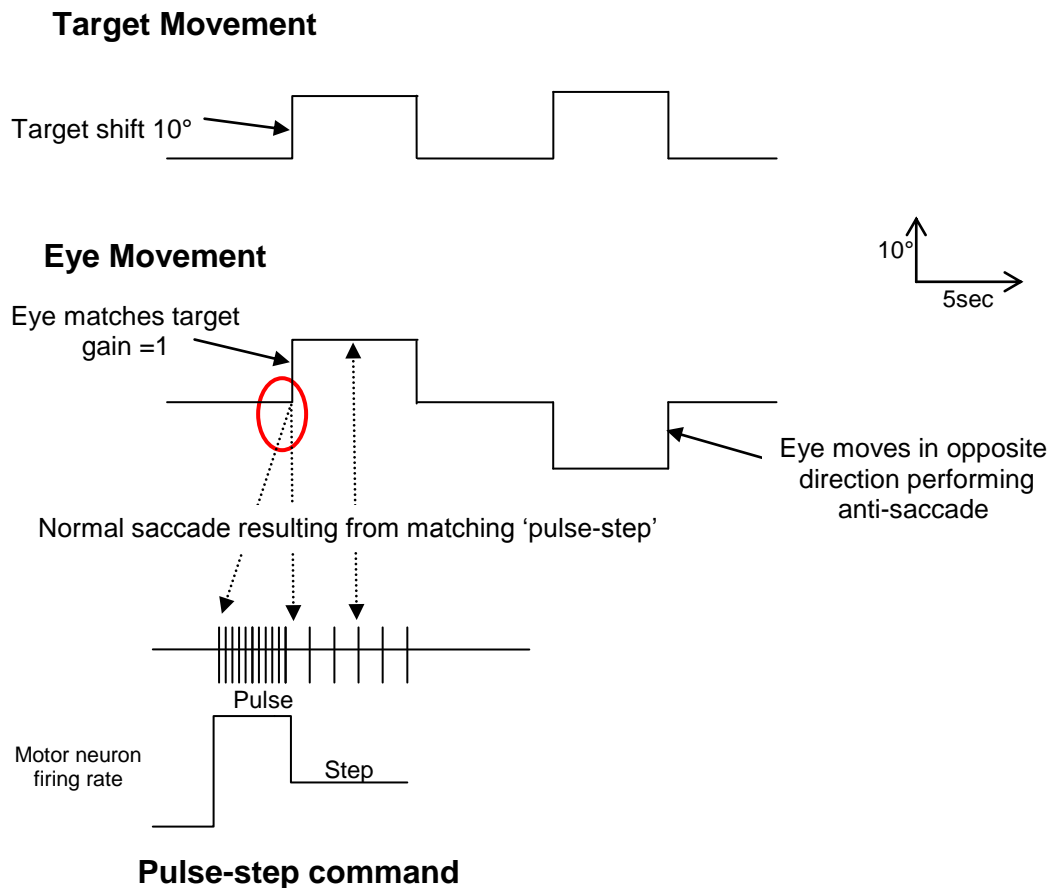 Target Movement
Target shift 10°
Eye Movement
10°
5sec
Eye matches target
gain =1
Eye moves in opposite
direction performing
anti-saccade
Normal saccade resulting from matching ‘pulse-step’
Pulse
Motor neuron
firing rate
Step
Pulse-step command